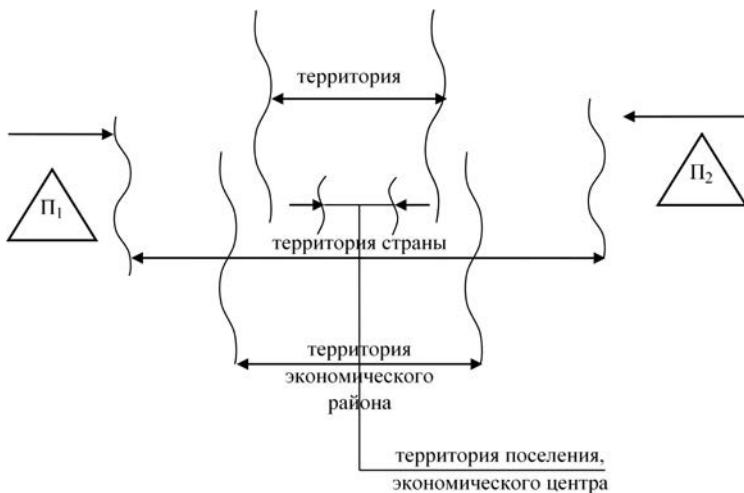 территория
П₁
П₂
территория страны
территория
экономического
района
территория поселения,
экономического центра